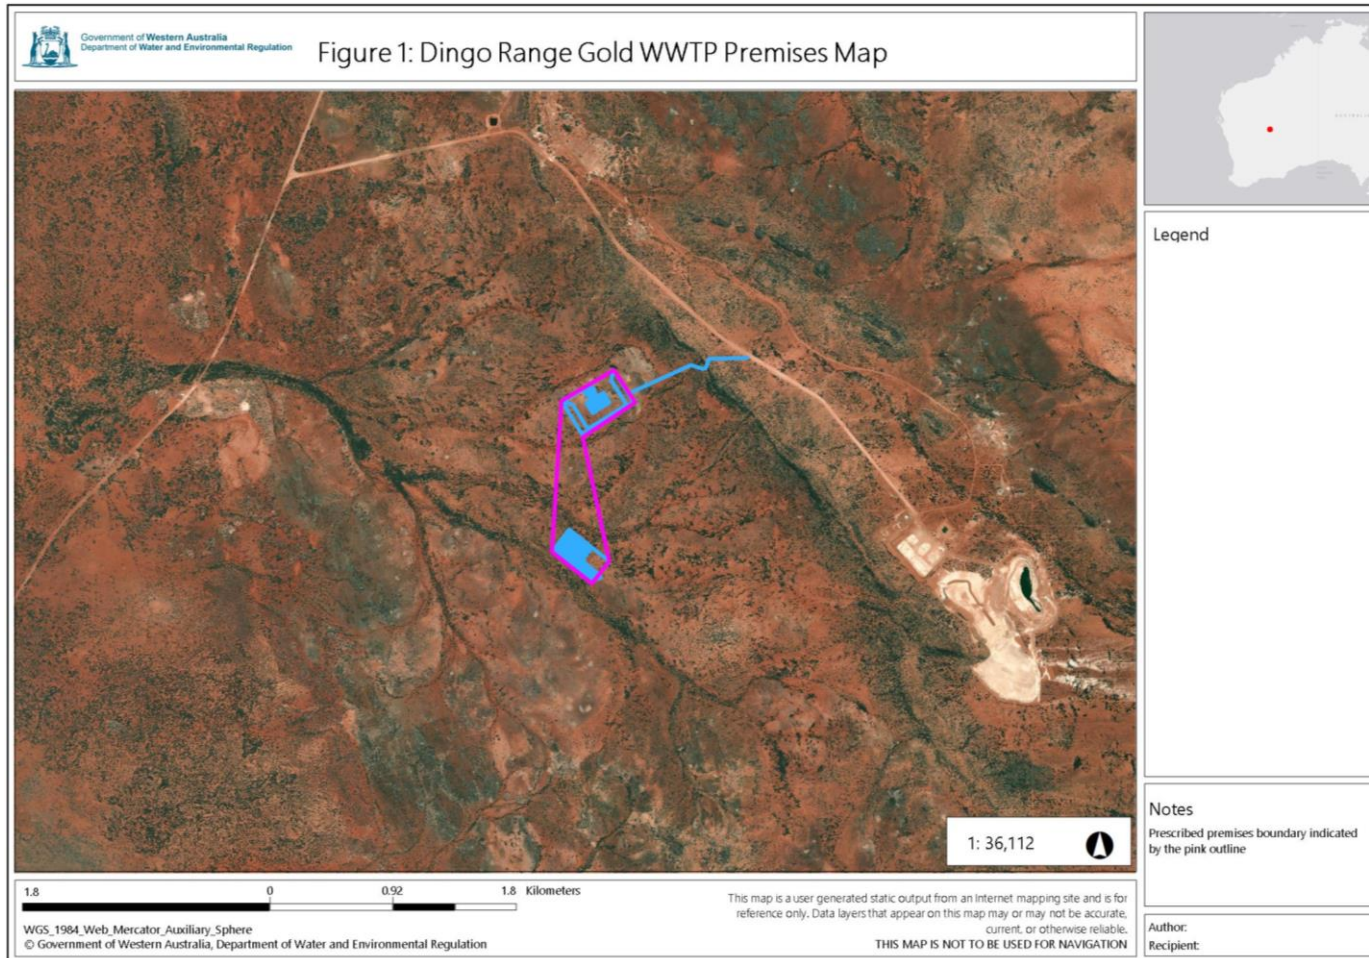 Government of Western Australia
Department of Water and Environmental Regulation
Figure 1: Dingo Range Gold WWTP Premises Map
Legend
Notes
Prescribed premises boundary indicated
by the pink outline
1: 36,112
1.8 0 0.92 1.8 Kilometers
WGS_1984_Web_Mercator_Auxiliary_Sphere
© Government of Western Australia, Department of Water and Environmental Regulation
This map is a user generated static output from an Internet mapping site and is for
reference only. Data layers that appear on this map may or may not be accurate,
current, or otherwise reliable.
THIS MAP IS NOT TO BE USED FOR NAVIGATION
Author:
Recipient: